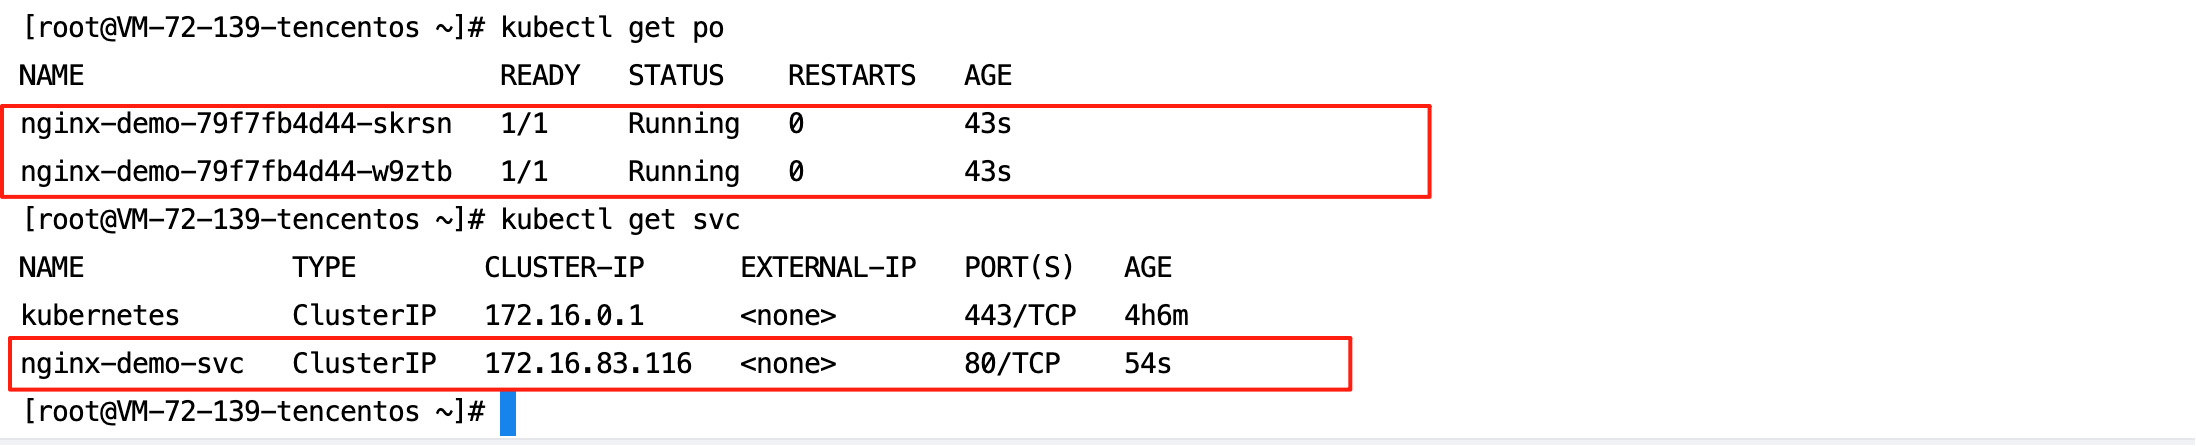 [root@VM-72-139-tencentos ~]# kubectl get po
NAME                          READY   STATUS    RESTARTS   AGE
nginx-demo-79f7fb4d44-skrsn   1/1     Running   0          43s
nginx-demo-79f7fb4d44-w9ztb   1/1     Running   0          43s
[root@VM-72-139-tencentos ~]# kubectl get svc
NAME             TYPE        CLUSTER-IP      EXTERNAL-IP   PORT(S)   AGE
kubernetes       ClusterIP   172.16.0.1      <none>        443/TCP   4h6m
nginx-demo-svc   ClusterIP   172.16.83.116   <none>        80/TCP    54s
[root@VM-72-139-tencentos ~]#